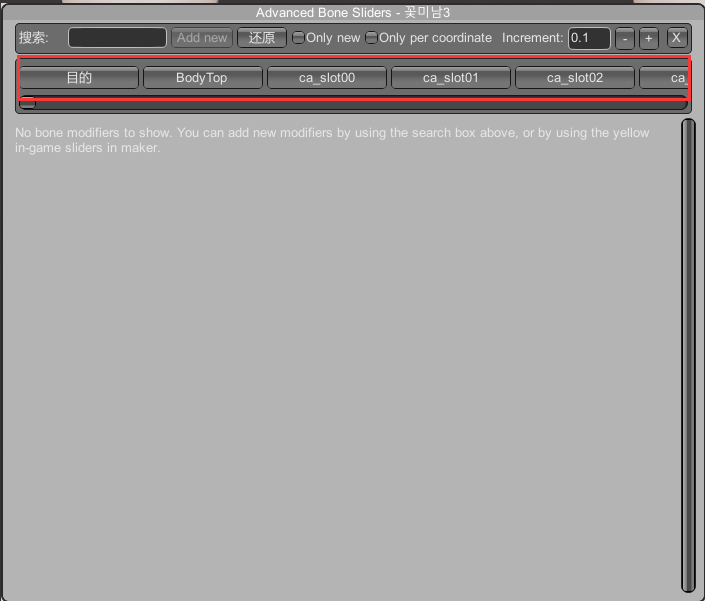 Advanced Bone Sliders - 꽃미남3
搜索: Add new 还原 Only new Only per coordinate Increment: 0.1 - + X
目的 BodyTop ca_slot00 ca_slot01 ca_slot02 ca_
No bone modifiers to show. You can add new modifiers by using the search box above, or by using the yellow
in-game sliders in maker.